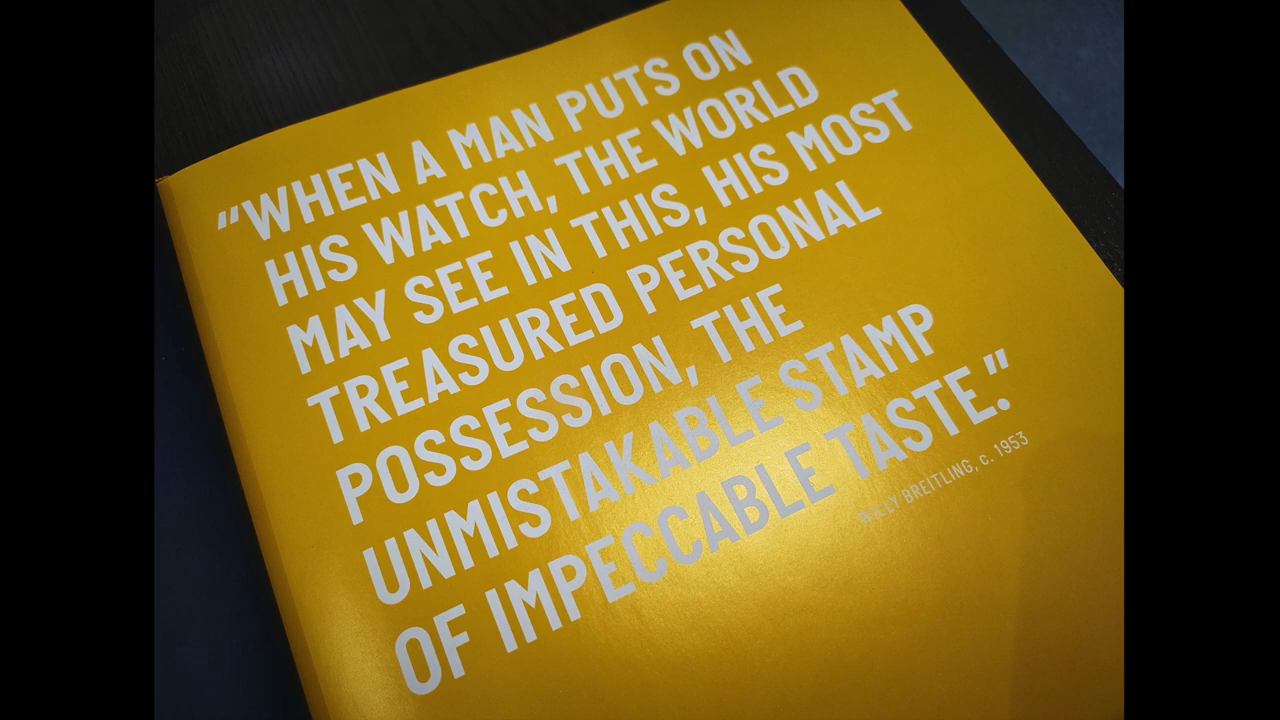 “WHEN A MAN PUTS ON
HIS WATCH, THE WORLD
MAY SEE IN THIS, HIS MOST
TREASURED PERSONAL
POSSESSION, THE
UNMISTAKABLE STAMP
OF IMPECCABLE TASTE.”
WILLY BREITLING, c. 1953